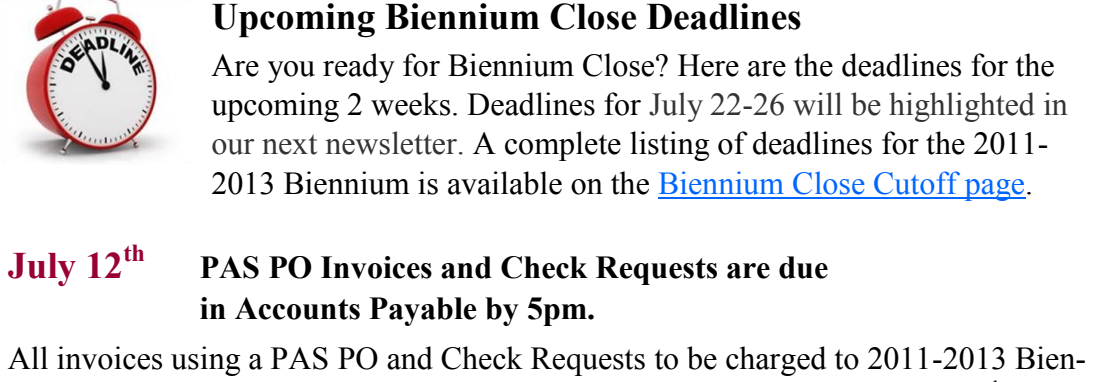 DEADLINE
Upcoming Biennium Close Deadlines
Are you ready for Biennium Close? Here are the deadlines for the
upcoming 2 weeks. Deadlines for July 22-26 will be highlighted in
our next newsletter. A complete listing of deadlines for the 2011-
2013 Biennium is available on the Biennium Close Cutoff page.
July 12th PAS PO Invoices and Check Requests are due
in Accounts Payable by 5pm.
All invoices using a PAS PO and Check Requests to be charged to 2011-2013 Bien-